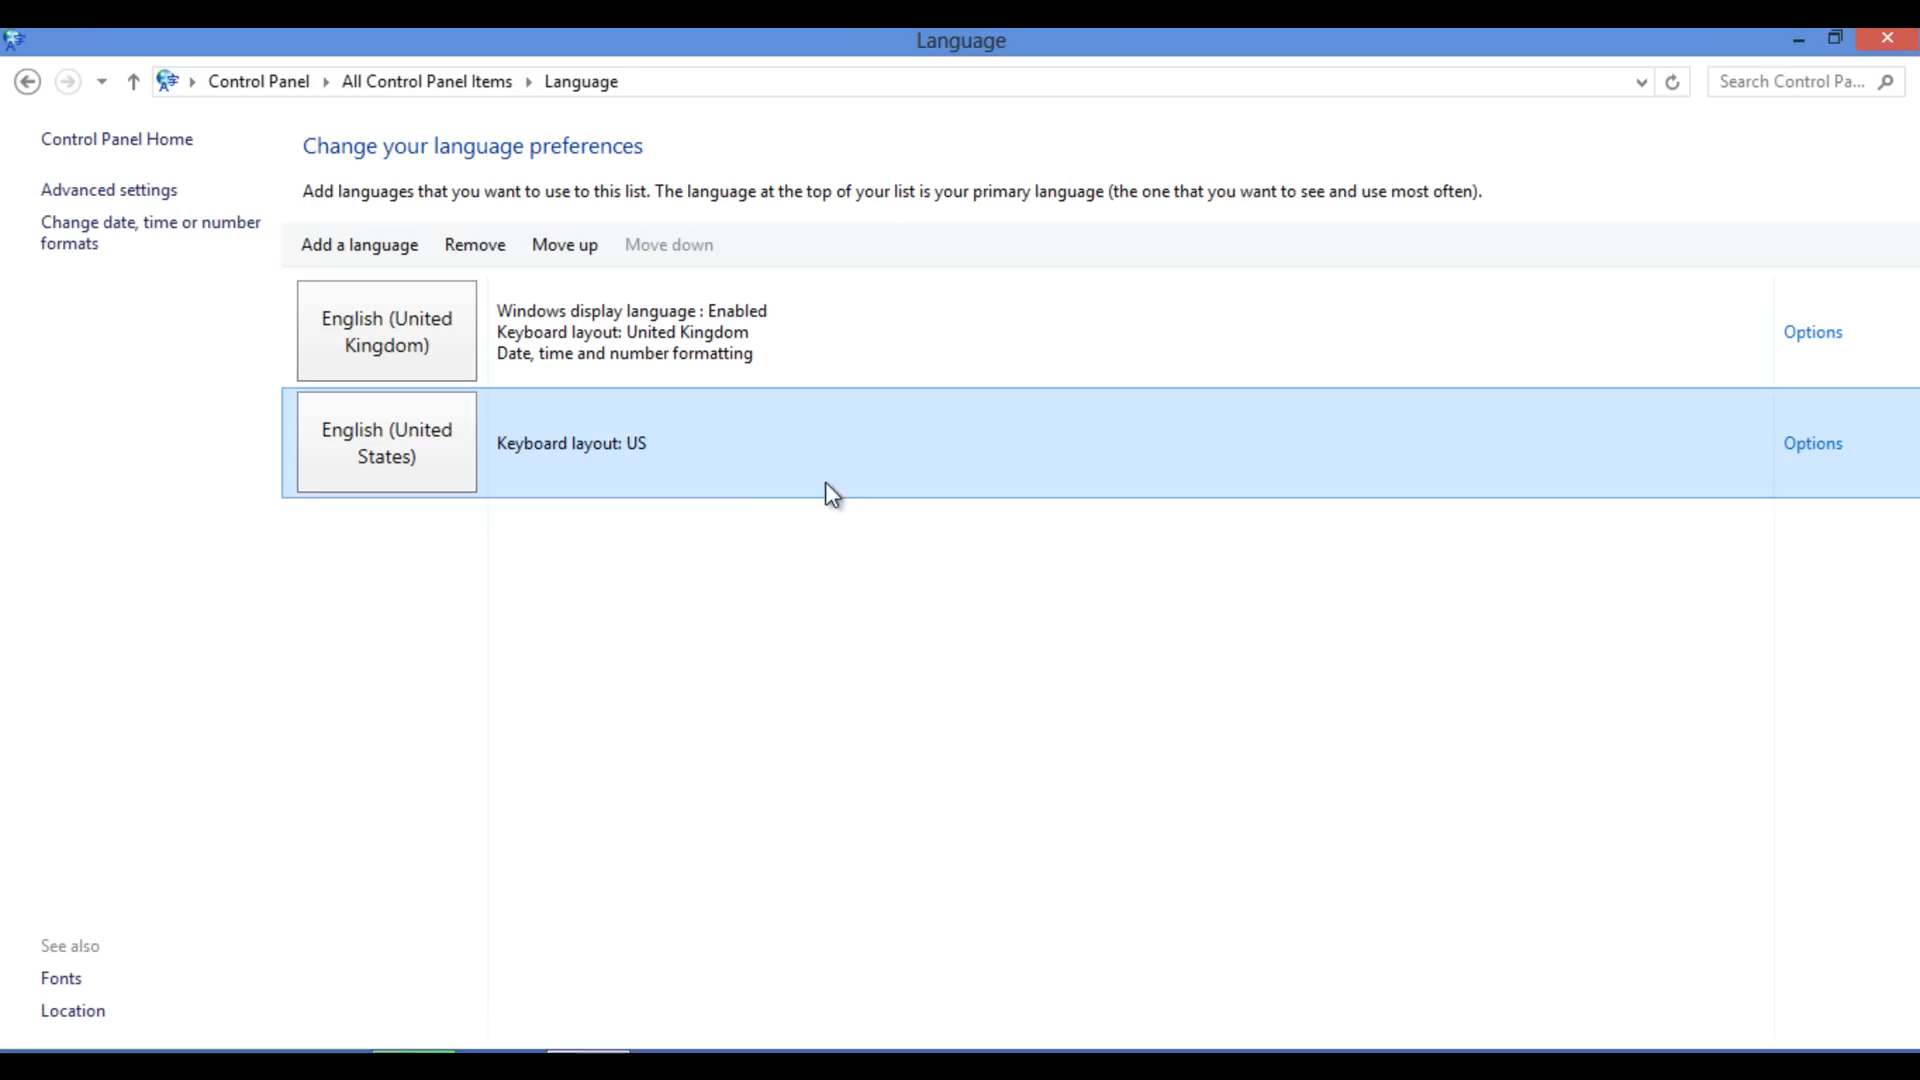 Language
Control Panel All Control Panel Items Language
Search Control Pa...
Control Panel Home
Advanced settings
Change date, time or number
formats
Change your language preferences
Add languages that you want to use to this list. The language at the top of your list is your primary language (the one that you want to see and use most often).
Add a language Remove Move up Move down
English (United
Kingdom)
Windows display language : Enabled
Keyboard layout: United Kingdom
Date, time and number formatting
Options
English (United
States)
Keyboard layout: US
Options
See also
Fonts
Location